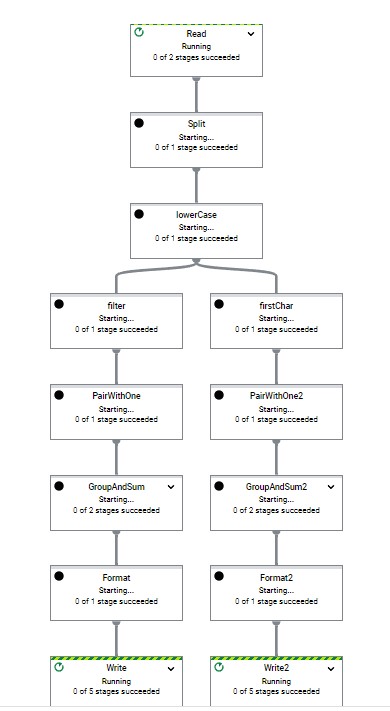 Read
Running
0 of 2 stages succeeded
Split
Starting...
0 of 1 stage succeeded
lowerCase
Starting...
0 of 1 stage succeeded
filter
Starting...
0 of 1 stage succeeded
firstChar
Starting...
0 of 1 stage succeeded
PairWithOne
Starting...
0 of 1 stage succeeded
PairWithOne2
Starting...
0 of 1 stage succeeded
GroupAndSum
Starting...
0 of 2 stages succeeded
GroupAndSum2
Starting...
0 of 2 stages succeeded
Format
Starting...
0 of 1 stage succeeded
Format2
Starting...
0 of 1 stage succeeded
Write
Running
0 of 5 stages succeeded
Write2
Running
0 of 5 stages succeeded